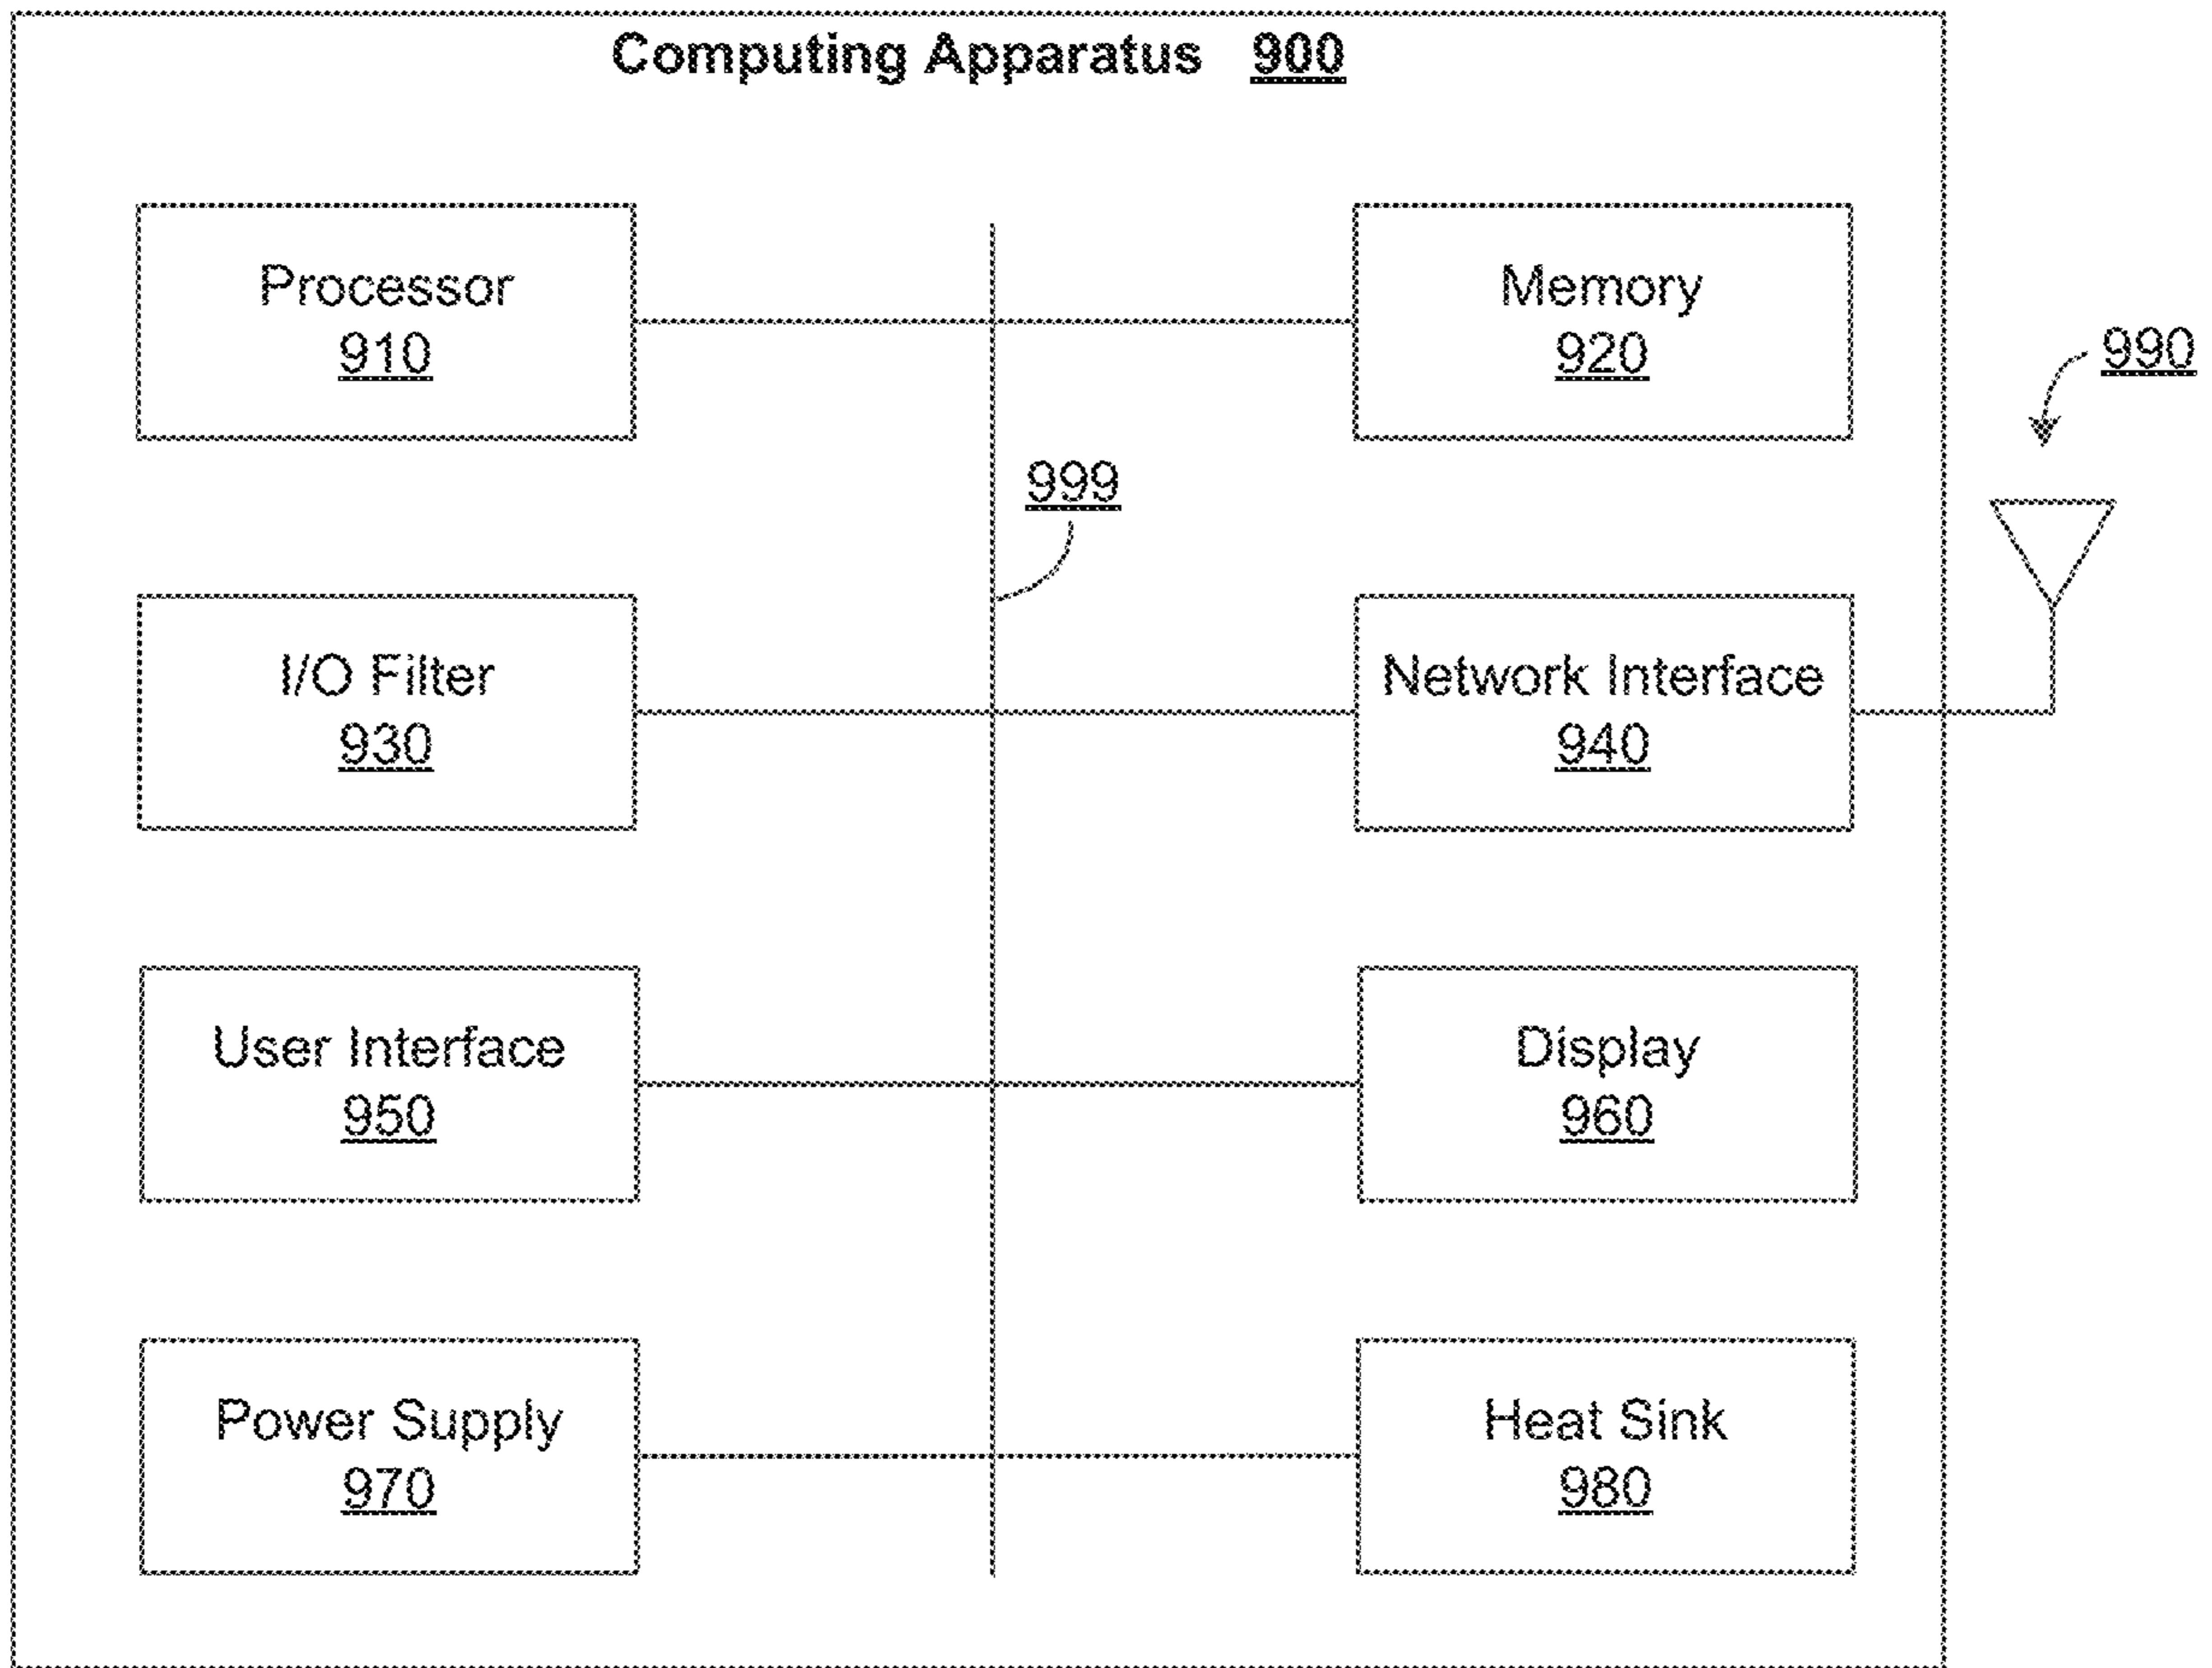 Computing Apparatus 900
Processor
910
Memory
920
990
999
I/O Filter
930
Network Interface
940
User Interface
950
Display
960
Power Supply
970
Heat Sink
980